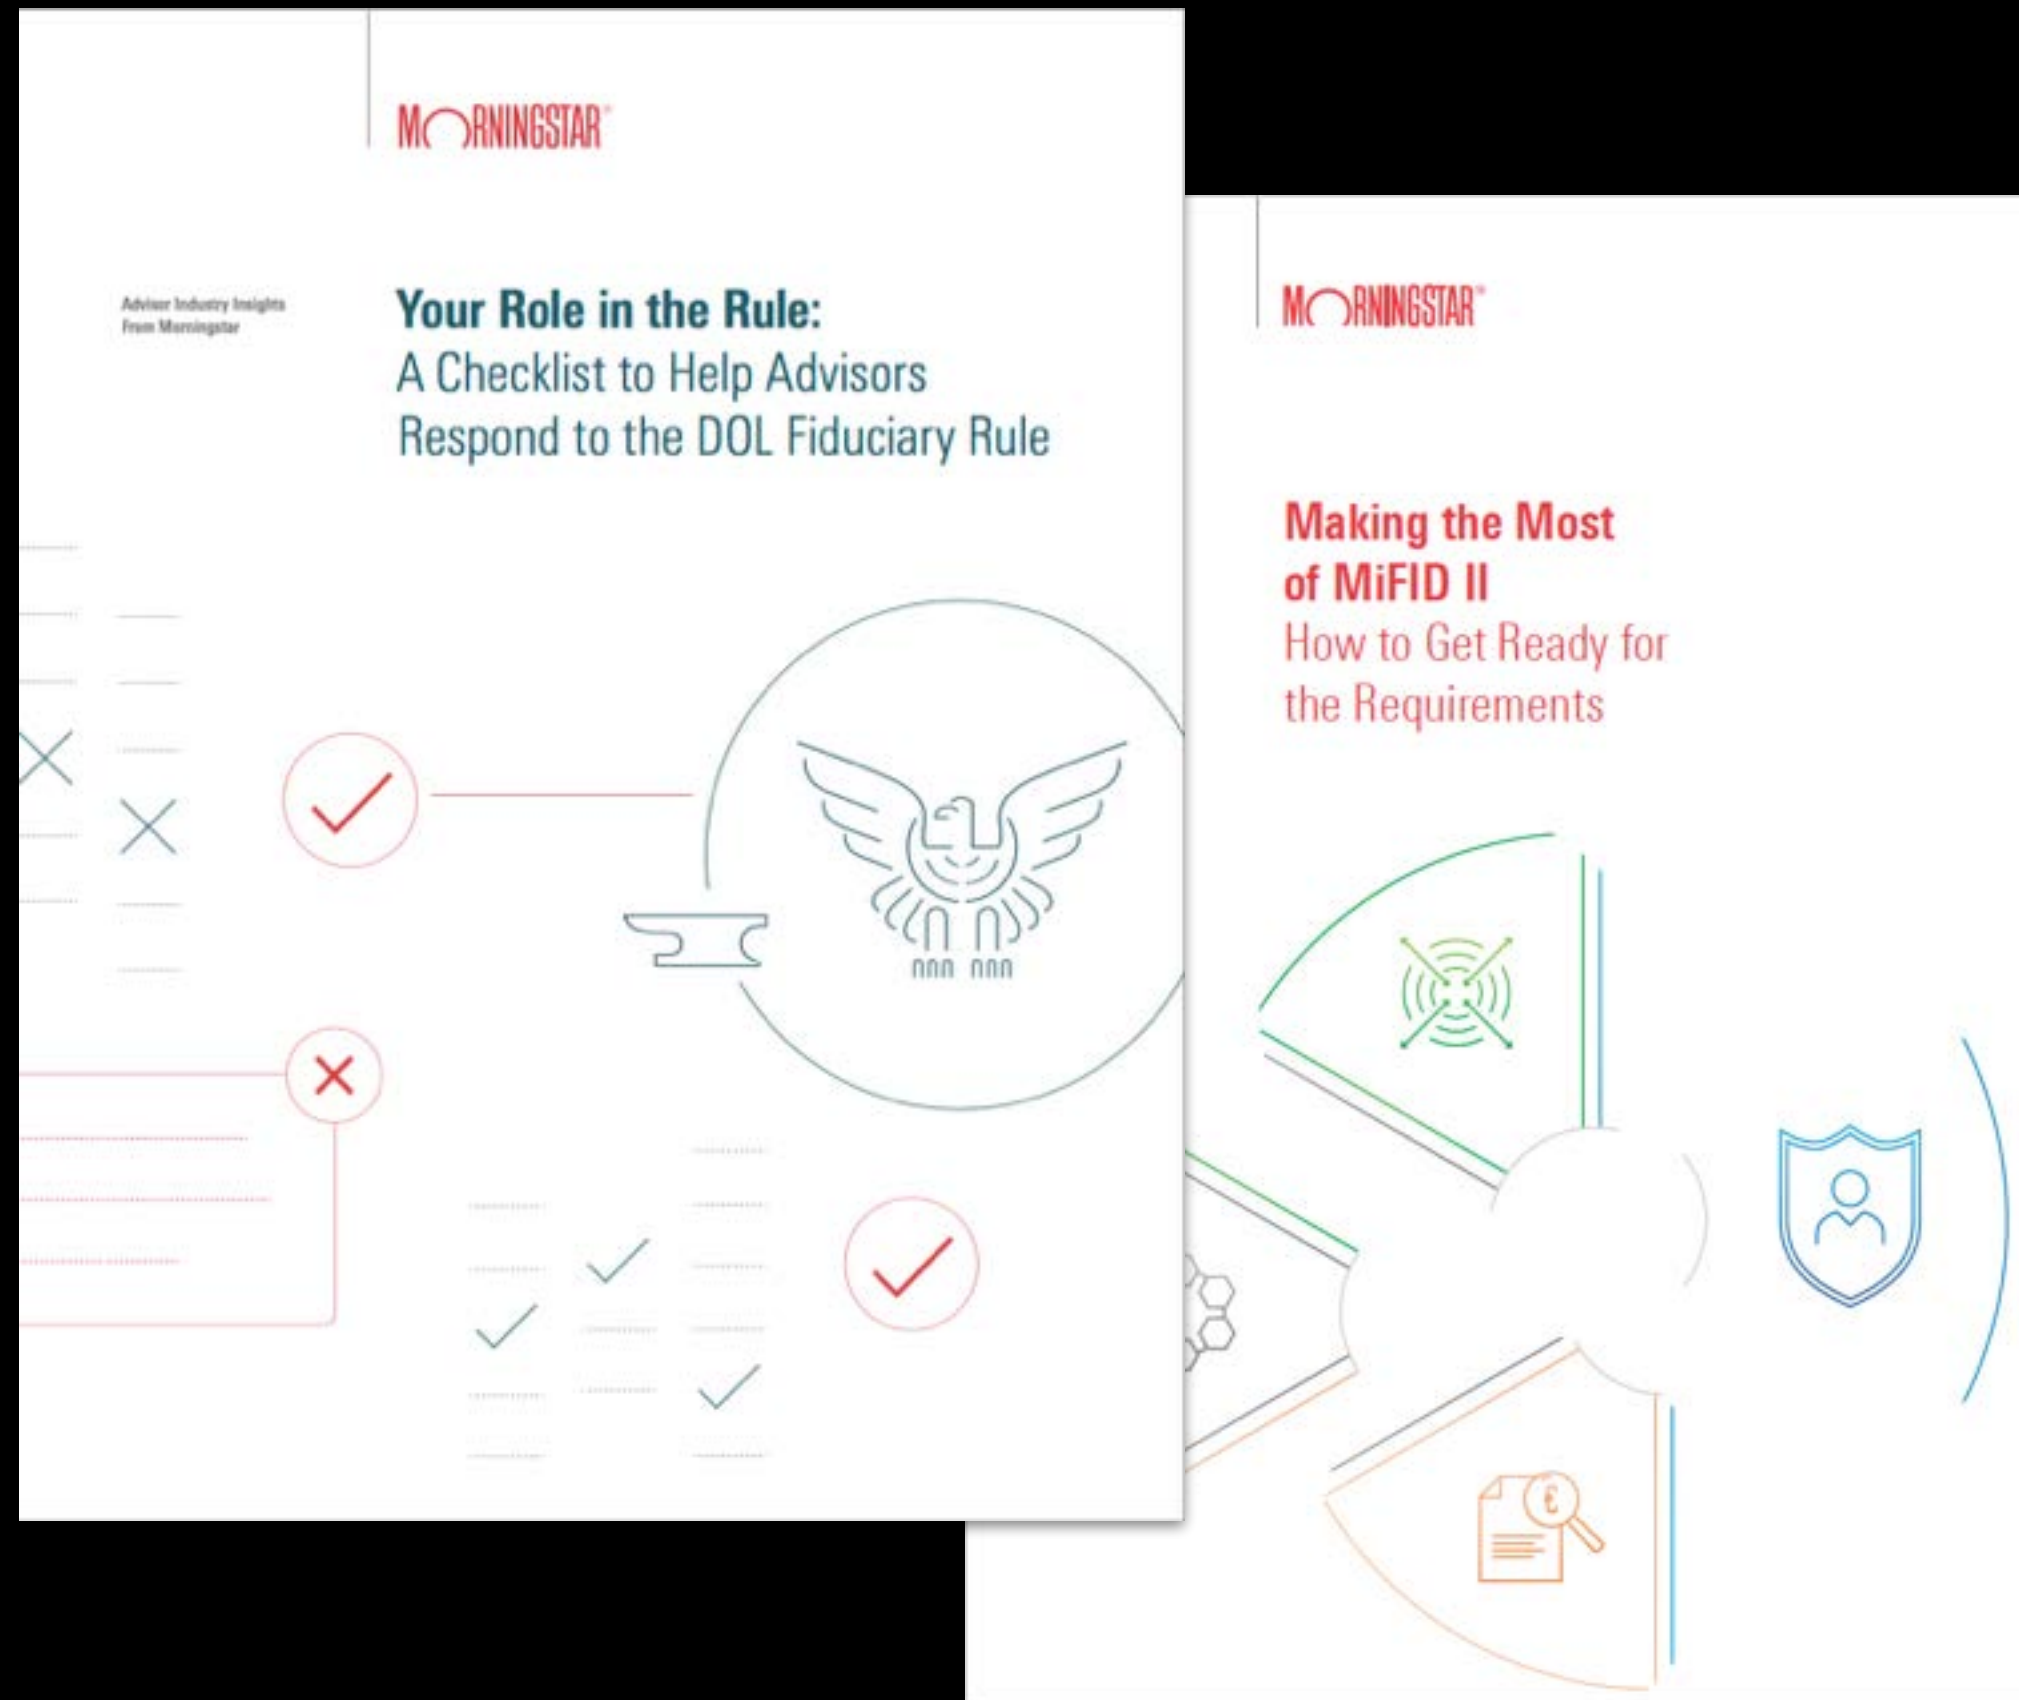 MORNINGSTAR®
Advisor Industry Insights
From Morningstar
Your Role in the Rule:
A Checklist to Help Advisors
Respond to the DOL Fiduciary Rule
MORNINGSTAR®
Making the Most
of MiFID II
How to Get Ready for
the Requirements
€